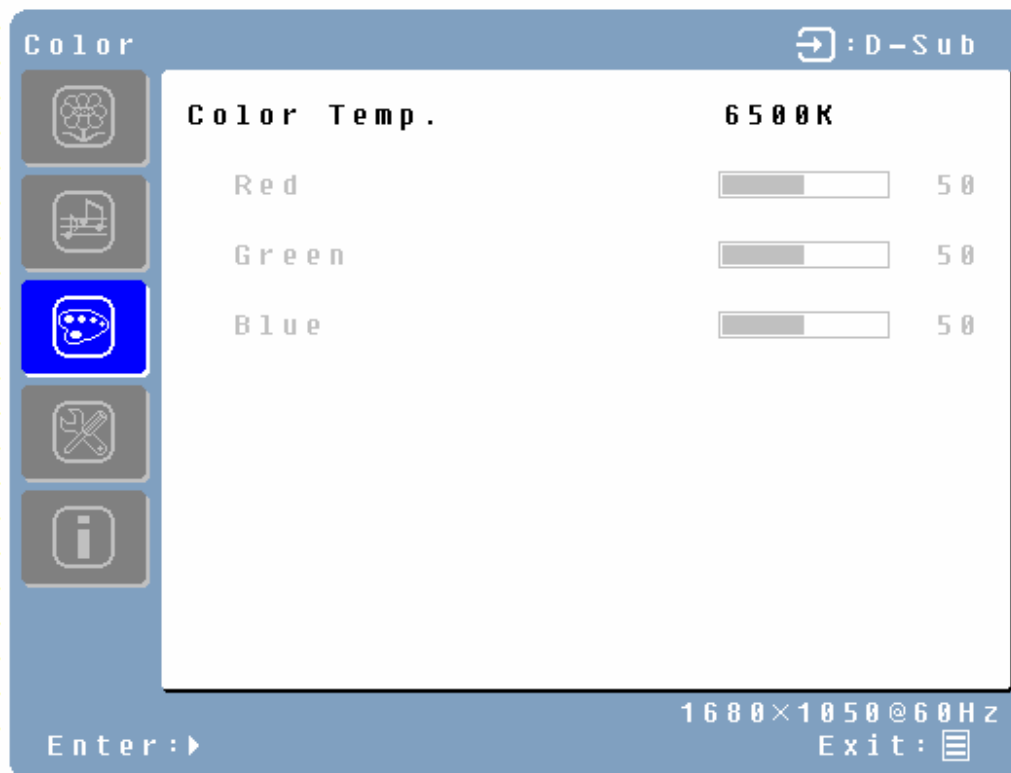 Color :D-Sub
Color Temp. 6500K
Red 50
Green 50
Blue 50
1680×1050@60Hz
Enter: Exit: